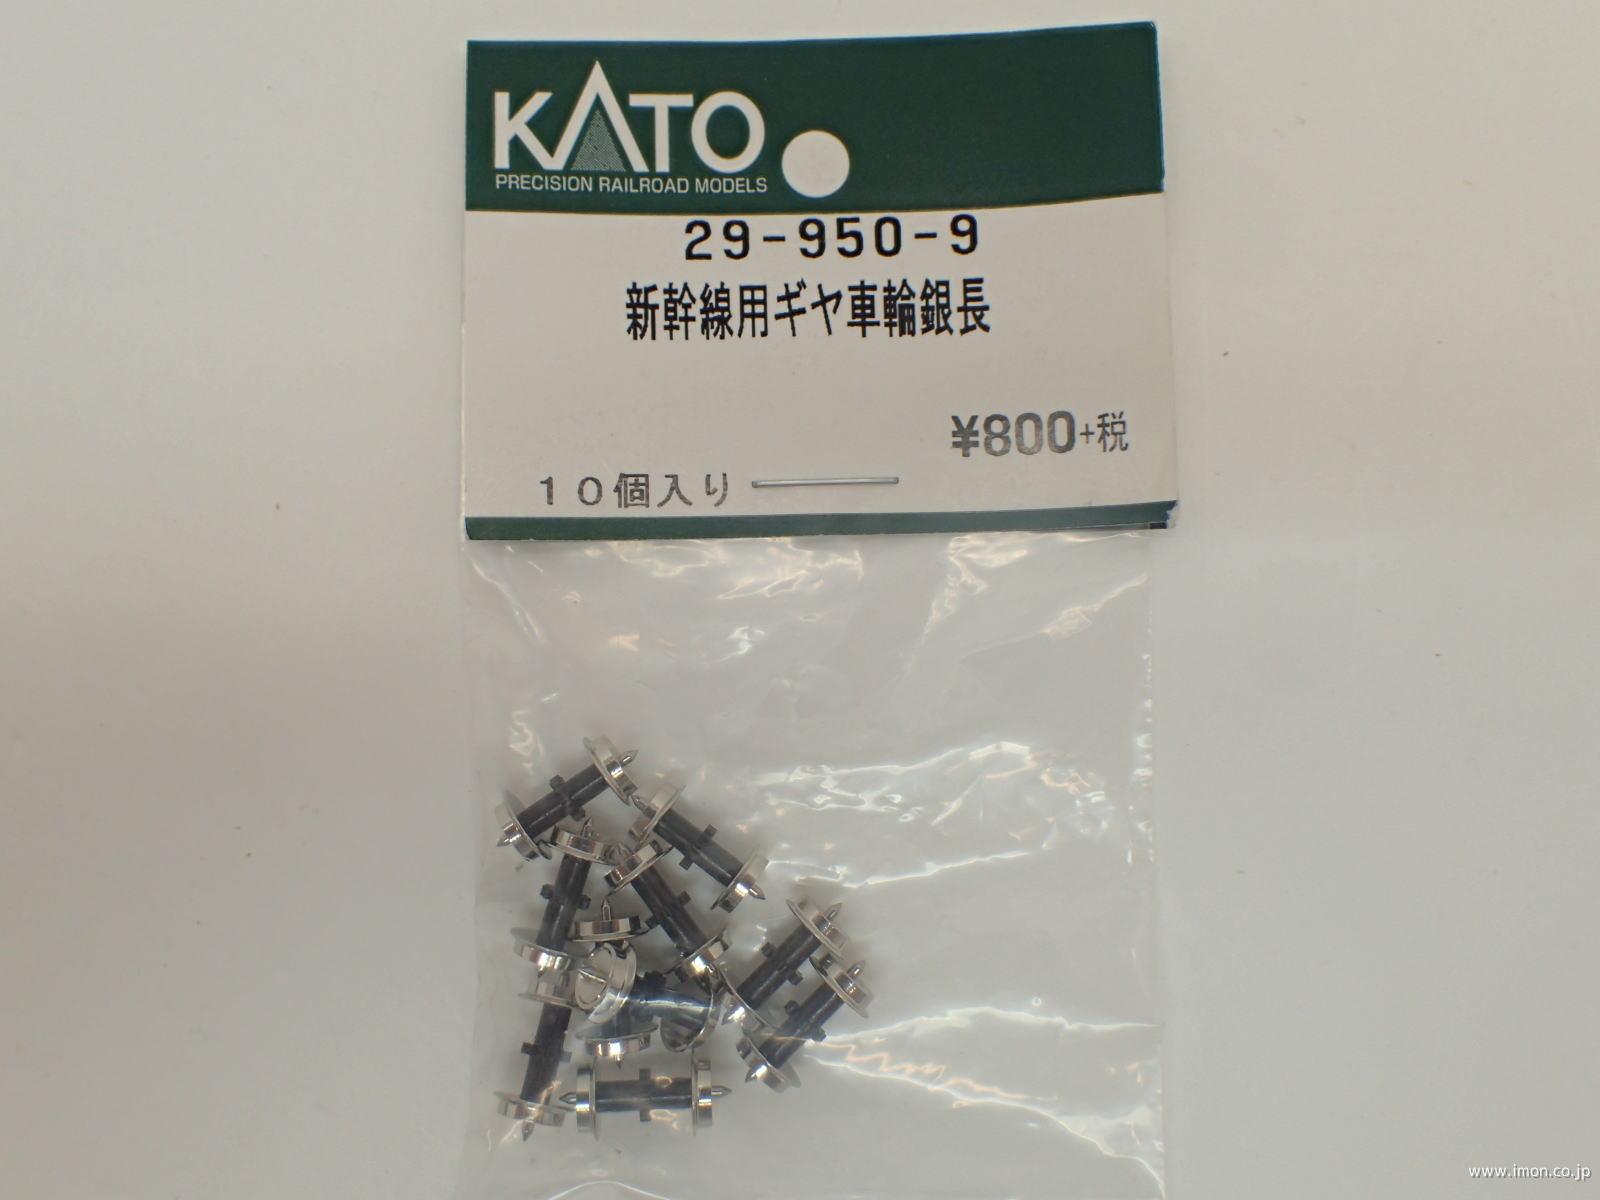 KATO
PRECISION RAILROAD MODELS
29-950-9
新幹線用ギヤ車輪銀長
¥800+税
10個入り
www.imon.co.jp